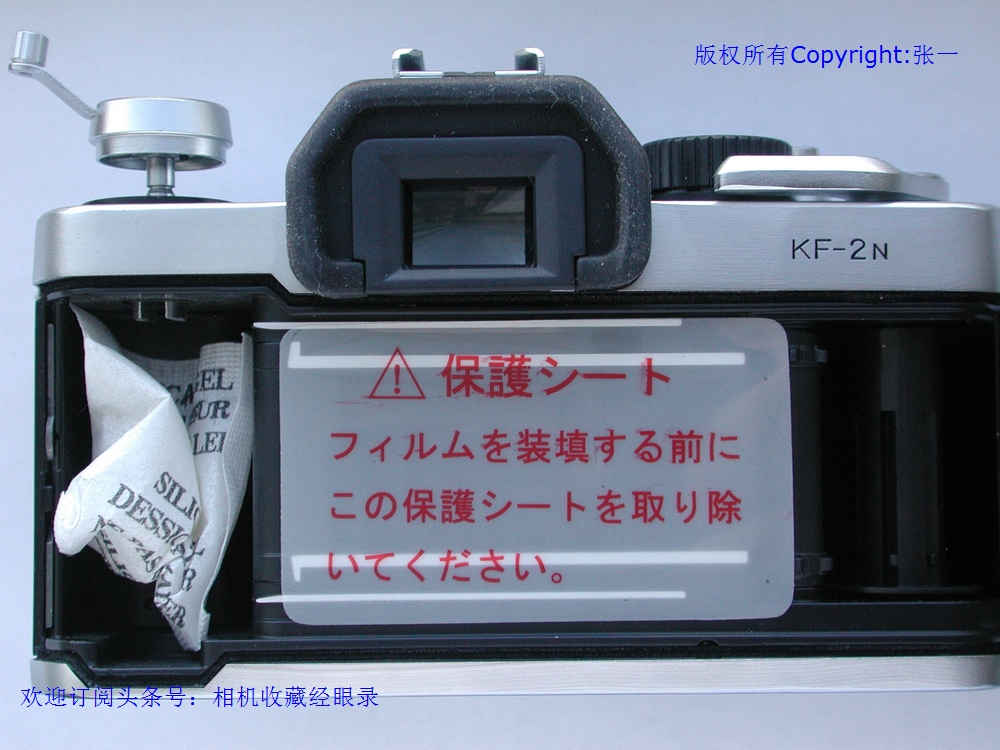 版权所有Copyright:张一
KF-2N
⚠ 保護シート
フィルムを装填する前に
この保護シートを取り除
いてください。
SILI
DESSI
欢迎订阅头条号：相机收藏经眼录